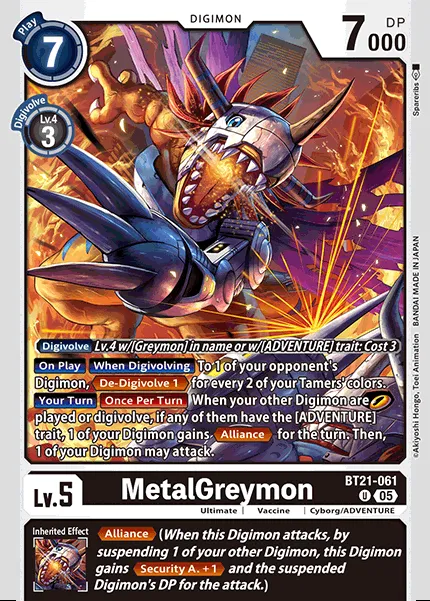 DIGIMON
Play
7
7 DP
000
Digivolve
Lv.4
3
Spareribs
©Akiyoshi Hongo, Toei Animation BANDAI MADE IN JAPAN
Digivolve Lv.4 w/[Greymon] in name or w/[ADVENTURE] trait: Cost 3
On Play When Digivolving To 1 of your opponent's
Digimon, De-Digivolve 1 for every 2 of your Tamers' colors.
Your Turn Once Per Turn When your other Digimon are
played or digivolve, if any of them have the [ADVENTURE]
trait, 1 of your Digimon gains Alliance for the turn. Then,
1 of your Digimon may attack.
BT21-061
Lv.5 MetalGreymon U 05
Ultimate | Vaccine | Cyborg/ADVENTURE
Inherited Effect
Alliance (When this Digimon attacks, by
suspending 1 of your other Digimon, this Digimon
gains Security A. +1 and the suspended
Digimon's DP for the attack.)